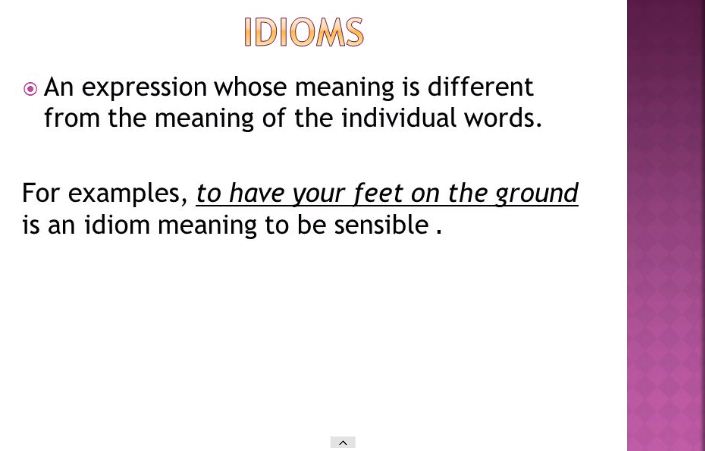 IDIOMS
An expression whose meaning is different
from the meaning of the individual words.
For examples, to have your feet on the ground
is an idiom meaning to be sensible .